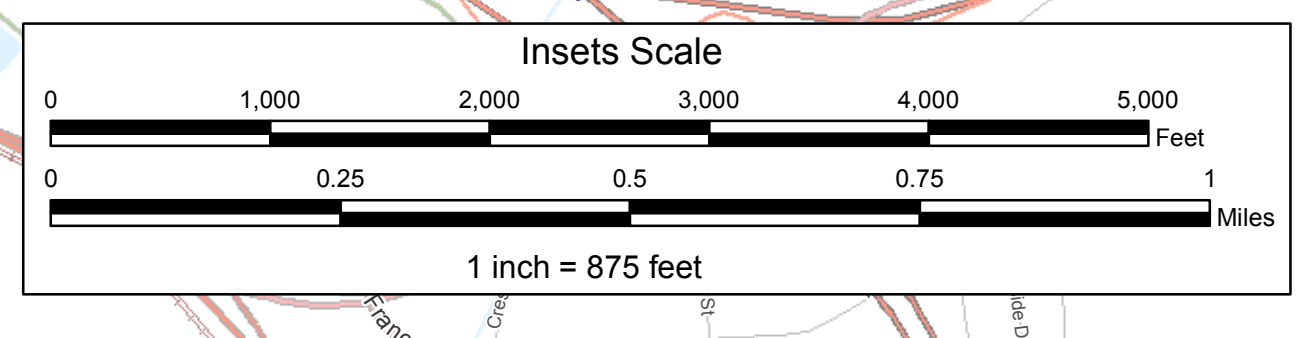 Insets Scale
0 1,000 2,000 3,000 4,000 5,000
Feet
0 0.25 0.5 0.75 1
Miles
1 inch = 875 feet
St